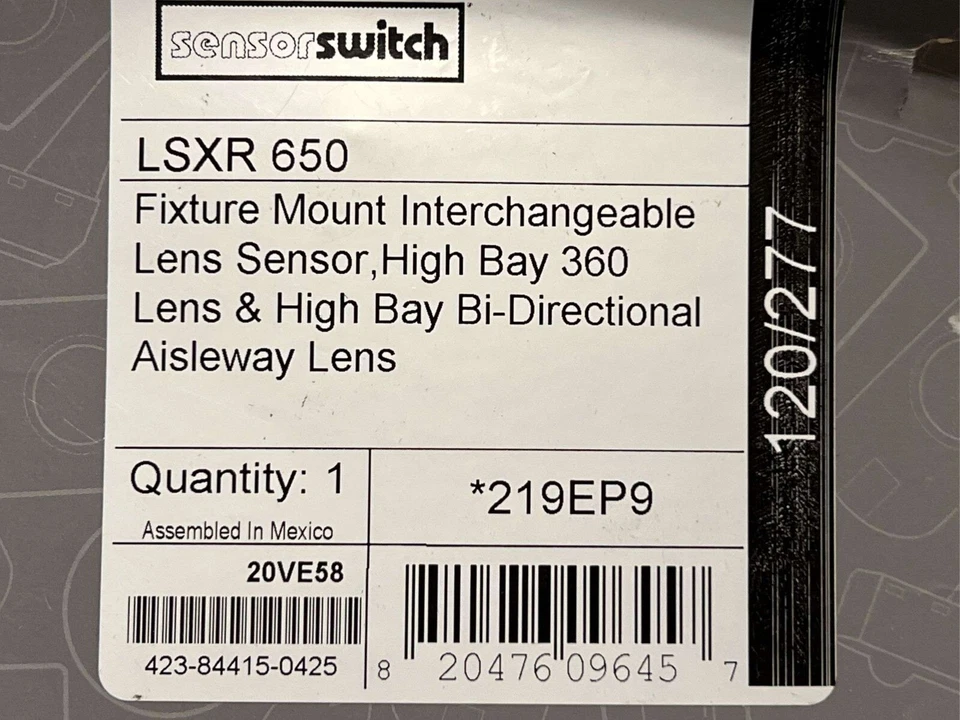 sensorswitch
LSXR 650
Fixture Mount Interchangeable
Lens Sensor,High Bay 360
Lens & High Bay Bi-Directional
Aisleway Lens
120/277
Quantity: 1
Assembled In Mexico
*219EP9
20VE58
423-84415-0425
8 20476 09645 7